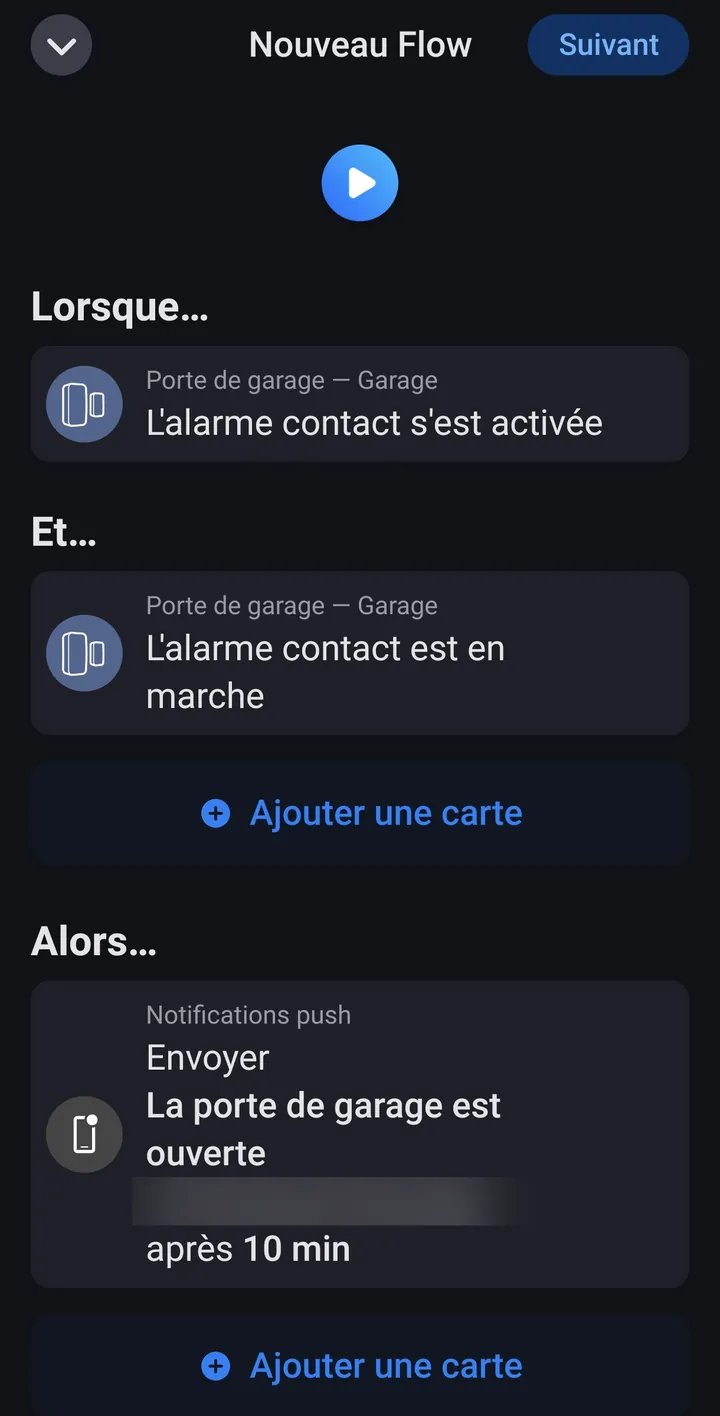 Nouveau Flow
Suivant
Lorsque...
Porte de garage — Garage
L'alarme contact s'est activée
Et...
Porte de garage — Garage
L'alarme contact est en
marche
Ajouter une carte
Alors...
Notifications push
Envoyer
La porte de garage est
ouverte
après 10 min
Ajouter une carte